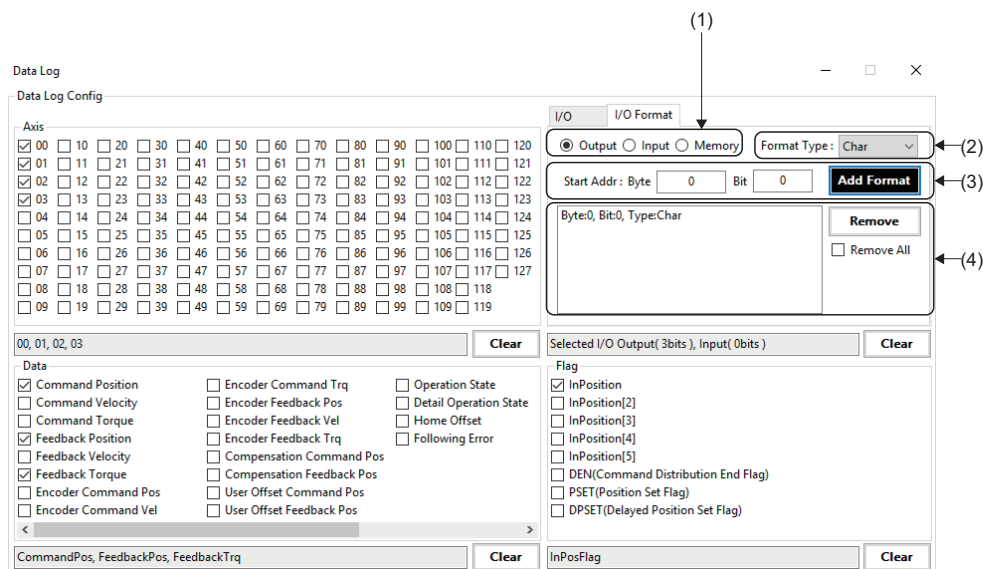 (1)
Data Log
Data Log Config
Axis
00 10 20 30 40 50 60 70 80 90 100 110 120
01 11 21 31 41 51 61 71 81 91 101 111 121
02 12 22 32 42 52 62 72 82 92 102 112 122
03 13 23 33 43 53 63 73 83 93 103 113 123
04 14 24 34 44 54 64 74 84 94 104 114 124
05 15 25 35 45 55 65 75 85 95 105 115 125
06 16 26 36 46 56 66 76 86 96 106 116 126
07 17 27 37 47 57 67 77 87 97 107 117 127
08 18 28 38 48 58 68 78 88 98 108 118
09 19 29 39 49 59 69 79 89 99 109 119
00, 01, 02, 03 Clear
I/O I/O Format
Output Input Memory Format Type : Char (2)
Start Addr : Byte 0 Bit 0 Add Format (3)
Byte:0, Bit:0, Type:Char Remove
Remove All (4)
Selected I/O Output( 3bits ), Input( 0bits ) Clear
Data
Command Position Encoder Command Trq Operation State
Command Velocity Encoder Feedback Pos Detail Operation State
Command Torque Encoder Feedback Vel Home Offset
Feedback Position Encoder Feedback Trq Following Error
Feedback Velocity Compensation Command Pos
Feedback Torque Compensation Feedback Pos
Encoder Command Pos User Offset Command Pos
Encoder Command Vel User Offset Feedback Pos
CommandPos, FeedbackPos, FeedbackTrq Clear
Flag
InPosition
InPosition[2]
InPosition[3]
InPosition[4]
InPosition[5]
DEN(Command Distribution End Flag)
PSET(Position Set Flag)
DPSET(Delayed Position Set Flag)
InPosFlag Clear